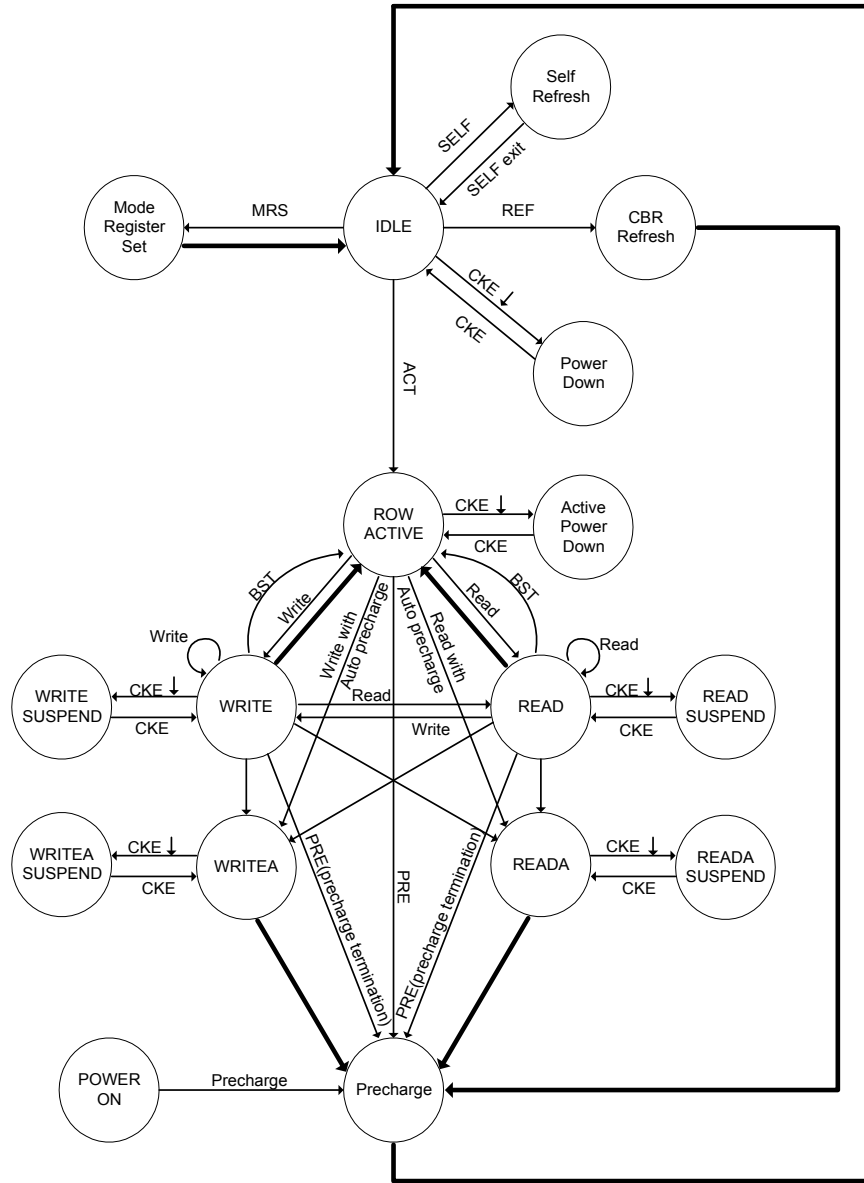 Self
Refresh
SELF
SELF exit
Mode
Register
Set
MRS
IDLE
REF
CBR
Refresh
CKE
CKE
Power
Down
ACT
ROW
ACTIVE
CKE
CKE
Active
Power
Down
BST
Write
Write with
Auto precharge
Read with
Auto precharge
Read
BST
Write
Read
WRITE
SUSPEND
CKE
CKE
WRITE
Read
Write
READ
CKE
CKE
READ
SUSPEND
WRITEA
SUSPEND
CKE
CKE
WRITEA
PRE(precharge termination)
PRE
PRE(precharge termination)
READA
CKE
CKE
READA
SUSPEND
POWER
ON
Precharge
Precharge